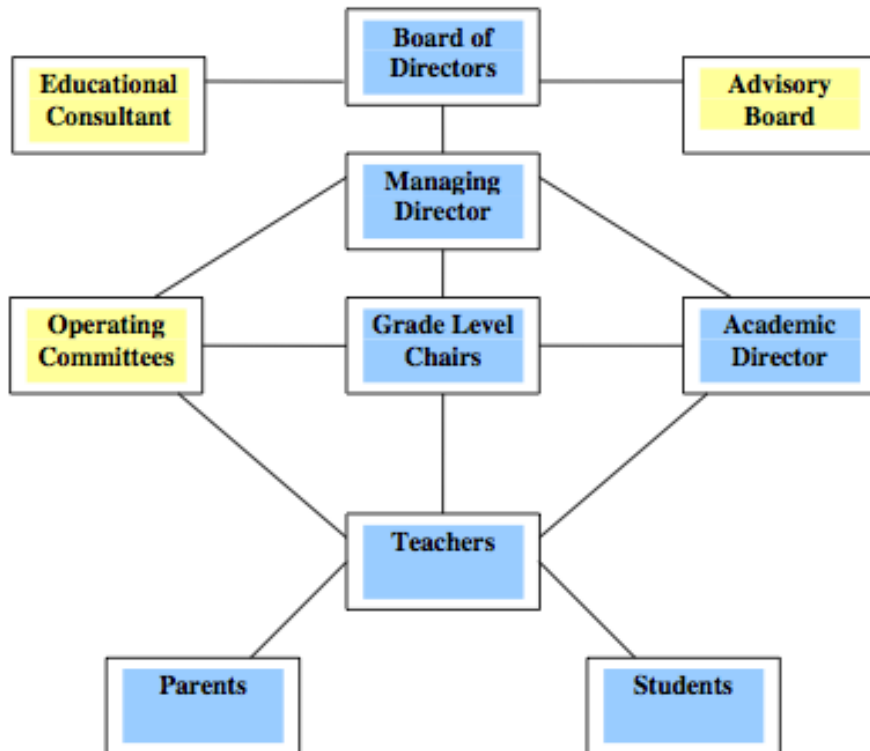 Board of
Directors
Educational
Consultant
Advisory
Board
Managing
Director
Operating
Committees
Grade Level
Chairs
Academic
Director
Teachers
Parents
Students